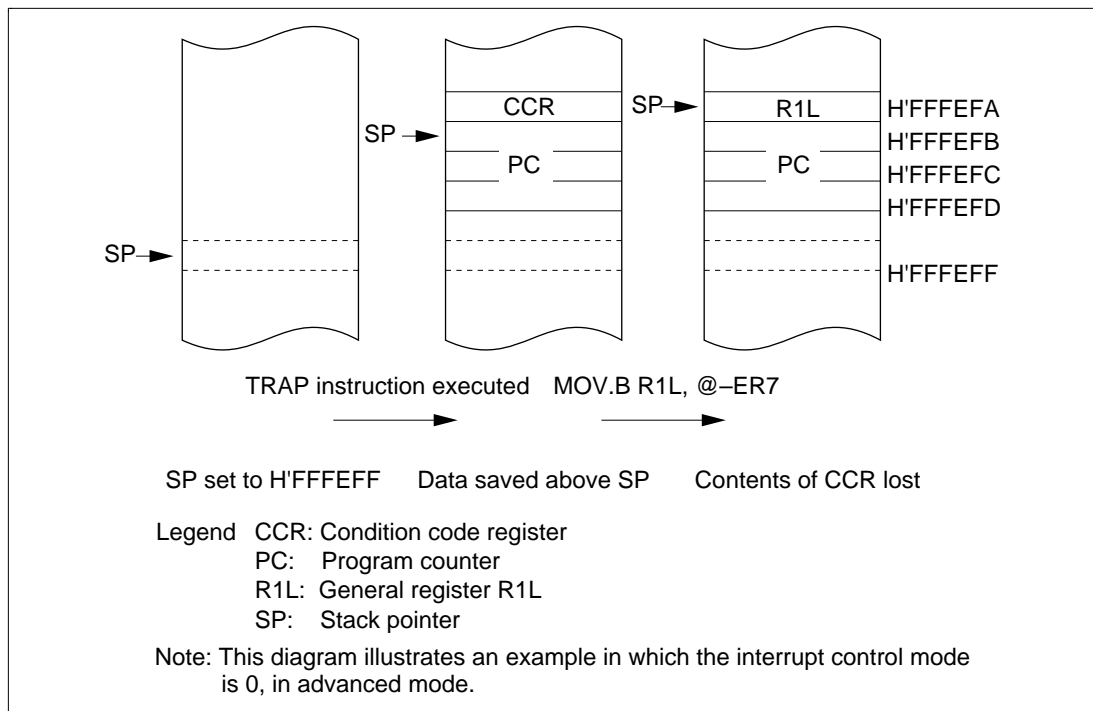 CCR
SP
R1L
H'FFFEFA
SP
H'FFFEFB
PC
PC
H'FFFEFC
H'FFFEFD
SP
H'FFFEFF
TRAP instruction executed
MOV.B R1L, @–ER7
SP set to H'FFFEFF
Data saved above SP
Contents of CCR lost
Legend CCR: Condition code register
PC: Program counter
R1L: General register R1L
SP: Stack pointer
Note: This diagram illustrates an example in which the interrupt control mode
is 0, in advanced mode.